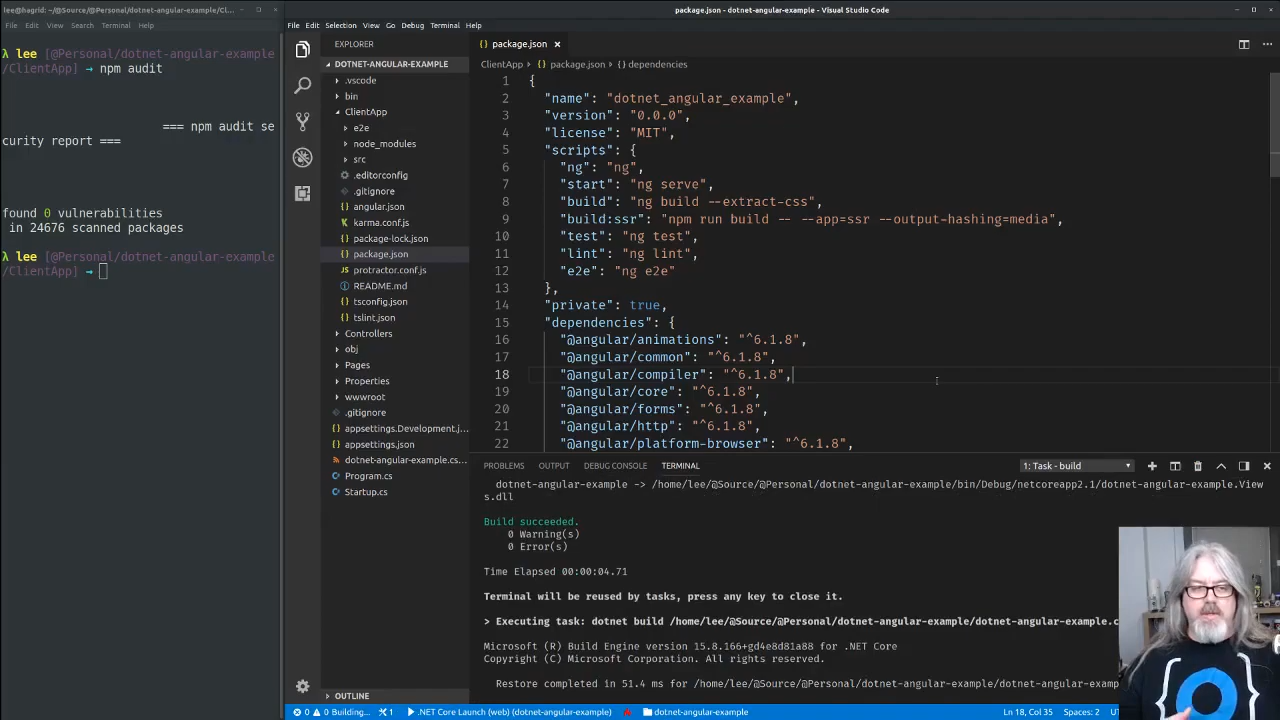 lee@hagrid: ~/@Source/@Personal/dotnet-angular-example/Cl...
File Edit View Search Terminal Help
λ lee [@Personal/dotnet-angular-example
/ClientApp] → npm audit
=== npm audit se
curity report ===
found 0 vulnerabilities
in 24676 scanned packages
λ lee [@Personal/dotnet-angular-example
/ClientApp] →
package.json - dotnet-angular-example - Visual Studio Code
File Edit Selection View Go Debug Terminal Help
EXPLORER
DOTNET-ANGULAR-EXAMPLE
.vscode
bin
ClientApp
e2e
node_modules
src
.editorconfig
.gitignore
angular.json
karma.conf.js
package-lock.json
package.json
protractor.conf.js
README.md
tsconfig.json
tslint.json
Controllers
obj
Pages
Properties
wwwroot
.gitignore
appsettings.Development.j...
appsettings.json
dotnet-angular-example.cs...
Program.cs
Startup.cs
OUTLINE
{} package.json ×
ClientApp {} package.json {} dependencies
1 {
2 "name": "dotnet_angular_example",
3 "version": "0.0.0",
4 "license": "MIT",
5 "scripts": {
6 "ng": "ng",
7 "start": "ng serve",
8 "build": "ng build --extract-css",
9 "build:ssr": "npm run build -- --app=ssr --output-hashing=media",
10 "test": "ng test",
11 "lint": "ng lint",
12 "e2e": "ng e2e"
13 },
14 "private": true,
15 "dependencies": {
16 "@angular/animations": "^6.1.8",
17 "@angular/common": "^6.1.8",
18 "@angular/compiler": "^6.1.8",
19 "@angular/core": "^6.1.8",
20 "@angular/forms": "^6.1.8",
21 "@angular/http": "^6.1.8",
22 "@angular/platform-browser": "^6.1.8",
PROBLEMS OUTPUT DEBUG CONSOLE TERMINAL 1: Task - build
dotnet-angular-example -> /home/lee/@Source/@Personal/dotnet-angular-example/bin/Debug/netcoreapp2.1/dotnet-angular-example.View
s.dll
Build succeeded.
0 Warning(s)
0 Error(s)
Time Elapsed 00:00:04.71
Terminal will be reused by tasks, press any key to close it.
> Executing task: dotnet build /home/lee/@Source/@Personal/dotnet-angular-example/dotnet-angular-example.c
Microsoft (R) Build Engine version 15.8.166+gd4e8d81a88 for .NET Core
Copyright (C) Microsoft Corporation. All rights reserved.
Restore completed in 51.4 ms for /home/lee/@Source/@Personal/dotnet-angular-example/dotnet-angular-examp
0 0 Building... 1 .NET Core Launch (web) (dotnet-angular-example) dotnet-angular-example Ln 18, Col 35 Spaces: 2 UT